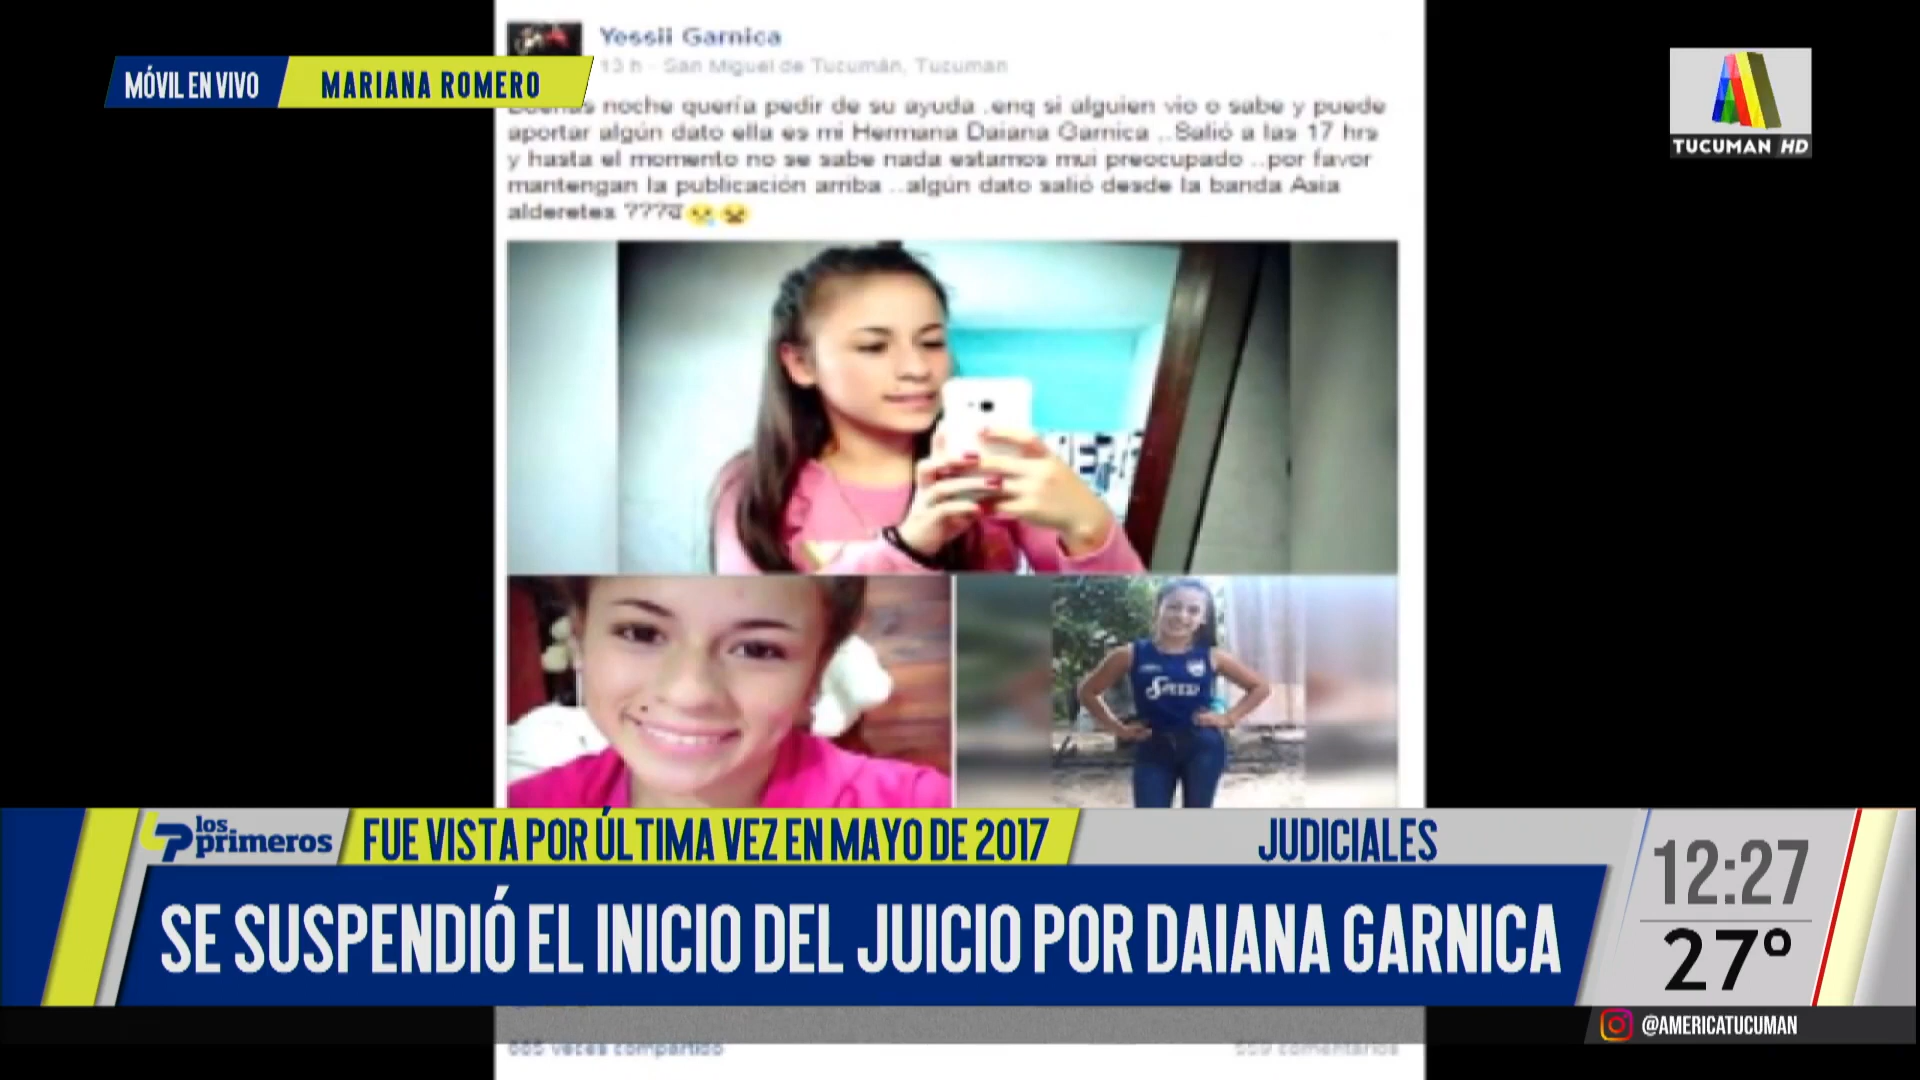 Yessii Garnica
13 h - San Miguel de Tucumán, Tucuman
MÓVIL EN VIVO MARIANA ROMERO
TUCUMAN HD
noche quería pedir de su ayuda .enq si alguien vio o sabe y puede
aportar algún dato ella es mi Hermana Daiana Garnica ..Salió a las 17 hrs
y hasta el momento no se sabe nada estamos mui preocupado ..por favor
mantengan la publicación arriba ..algún dato salió desde la banda Asia
alderetes ???
Sassi
los primeros
FUE VISTA POR ÚLTIMA VEZ EN MAYO DE 2017 JUDICIALES
SE SUSPENDIÓ EL INICIO DEL JUICIO POR DAIANA GARNICA
12:27
27°
@AMERICATUCUMAN
veces compartido comentarios